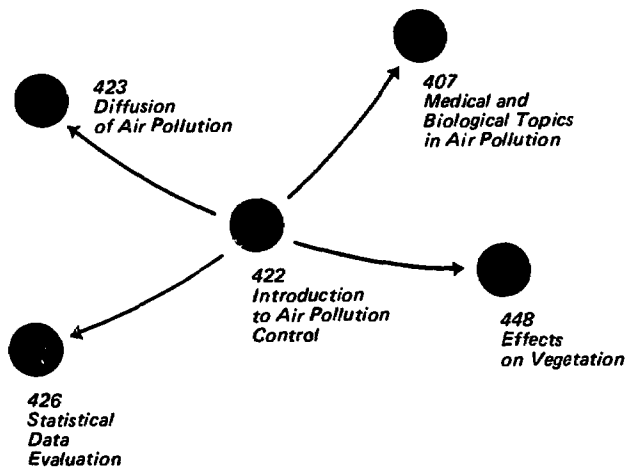 423
Diffusion
of Air Pollution
407
Medical and
Biological Topics
in Air Pollution
422
Introduction
to Air Pollution
Control
448
Effects
on Vegetation
426
Statistical
Data
Evaluation